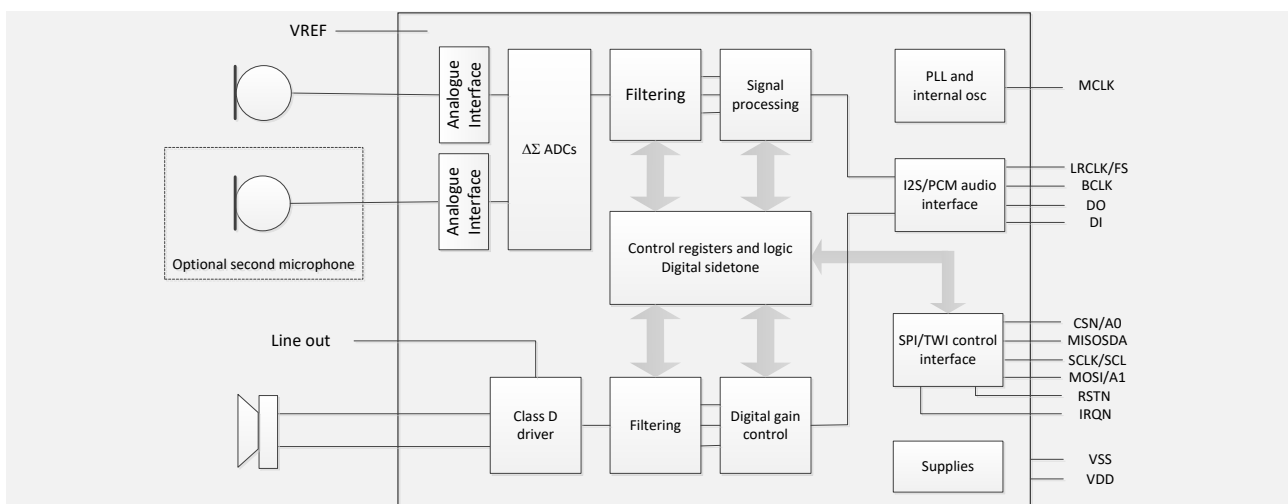 VREF
Analogue
Interface
Analogue
Interface
ΔΣ ADCs
Filtering
Signal
processing
PLL and
internal osc
MCLK
I2S/PCM audio
interface
LRCLK/FS
BCLK
DO
DI
Optional second microphone
Control registers and logic
Digital sidetone
SPI/TWI control
interface
CSN/A0
MISOSDA
SCLK/SCL
MOSI/A1
RSTN
IRQN
Line out
Class D
driver
Filtering
Digital gain
control
Supplies
VSS
VDD